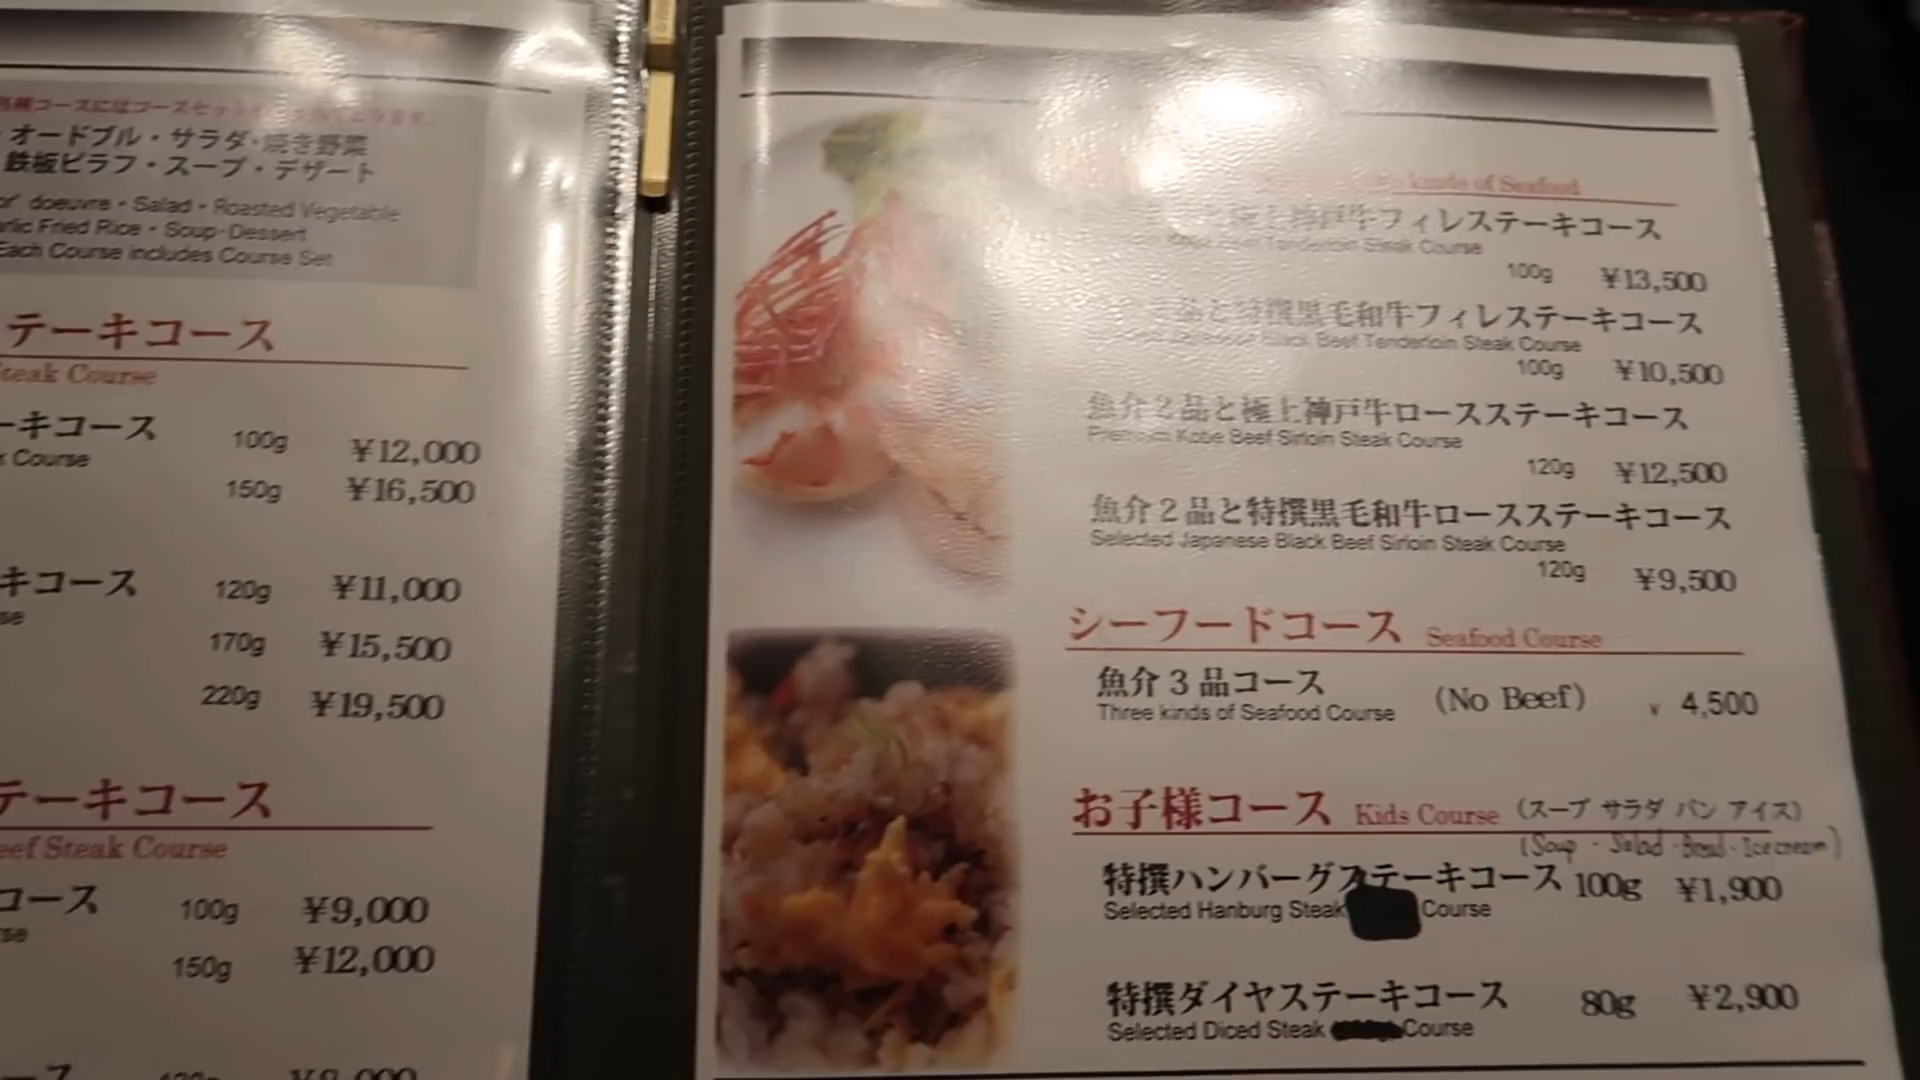 オードブル・サラダ・焼き野菜
鉄板ピラフ・スープ・デザート
doeuvre・Salad・Roasted Vegetable
Fried Rice・Soup・Dessert
Each Course includes Course Set
テーキコース
Steak Course
ーキコース 100g ¥12,000
Course
150g ¥16,500
キコース 120g ¥11,000
170g ¥15,500
220g ¥19,500
テーキコース
Steak Course
コース 100g ¥9,000
150g ¥12,000
kinds of Seafood
極上神戸牛フィレステーキコース
Tenderloin Steak Course
100g ¥13,500
品と特撰黒毛和牛フィレステーキコース
Japanese Black Beef Tenderloin Steak Course
100g ¥10,500
魚介2品と極上神戸牛ロースステーキコース
Premium Kobe Beef Sirloin Steak Course
120g ¥12,500
魚介2品と特撰黒毛和牛ロースステーキコース
Selected Japanese Black Beef Sirloin Steak Course
120g ¥9,500
シーフードコース Seafood Course
魚介3品コース (No Beef) ¥ 4,500
Three kinds of Seafood Course
お子様コース Kids Course (スープ サラダ パン アイス)
(Soup・Salad・Bread・Ice cream)
特撰ハンバーグステーキコース 100g ¥1,900
Selected Hanburg Steak Course
特撰ダイヤステーキコース 80g ¥2,900
Selected Diced Steak Course